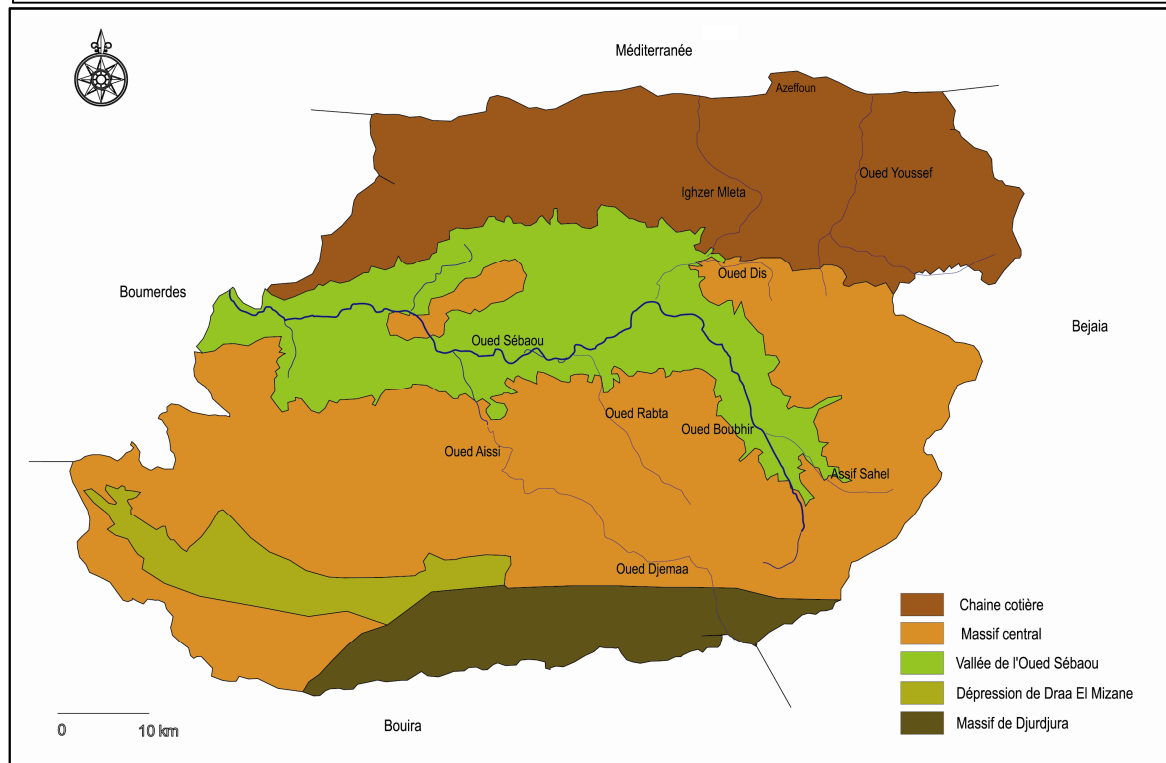 Méditerranée
Azeffoun
Oued Youssef
Ighzer Mleta
Oued Dis
Boumerdes
Bejaia
Oued Sébaou
Oued Rabta
Oued Boubhir
Oued Aissi
Assif Sahel
Oued Djemaa
Chaine cotière
Massif central
Vallée de l'Oued Sébaou
Dépression de Draa El Mizane
Massif de Djurdjura
0 10 km
Bouira